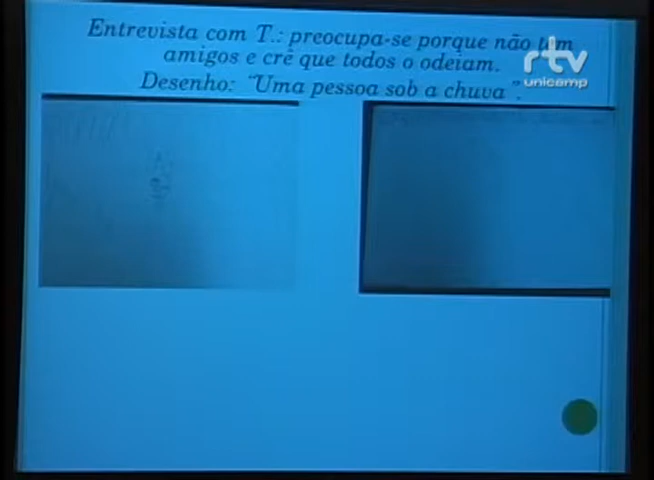 Entrevista com T.: preocupa-se porque não tem
amigos e crê que todos o odeiam.
Desenho: "Uma pessoa sob a chuva".
rtv
unicamp